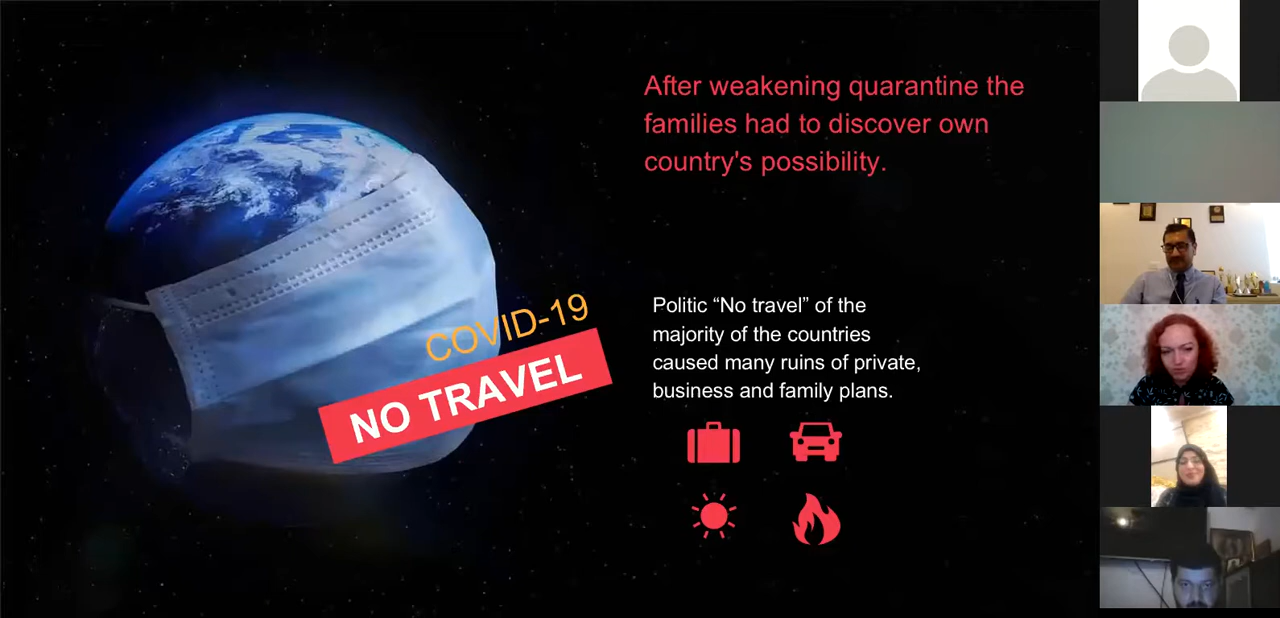 After weakening quarantine the
families had to discover own
country's possibility.
COVID-19
NO TRAVEL
Politic “No travel” of the
majority of the countries
caused many ruins of private,
business and family plans.